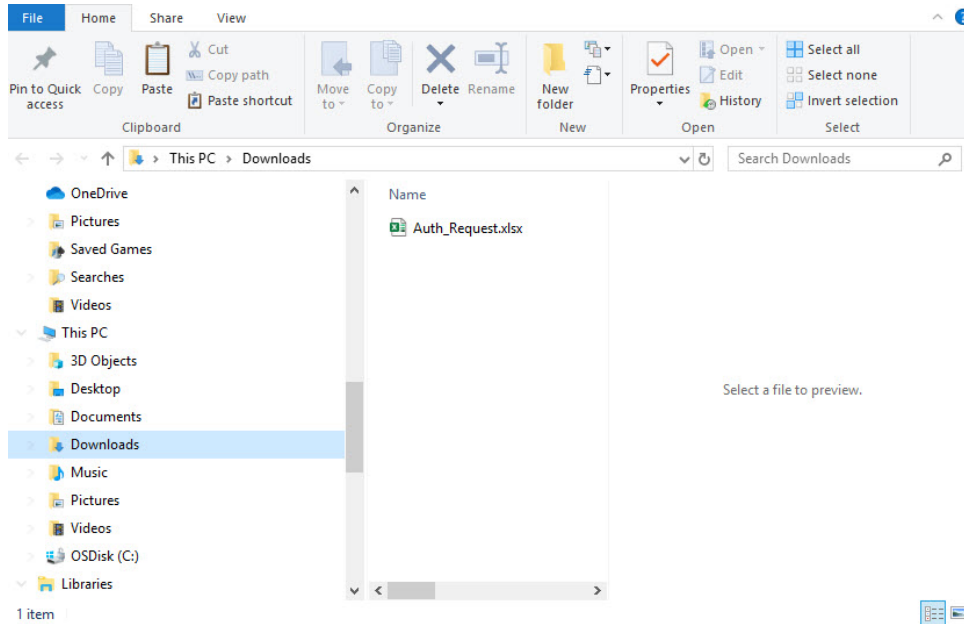 File Home Share View
Pin to Quick access
Copy
Paste
Cut
Copy path
Paste shortcut
Clipboard
Move to
Copy to
Delete
Rename
Organize
New folder
New
Properties
Open
Edit
History
Open
Select all
Select none
Invert selection
Select
This PC > Downloads
Search Downloads
OneDrive
Pictures
Saved Games
Searches
Videos
This PC
3D Objects
Desktop
Documents
Downloads
Music
Pictures
Videos
OSDisk (C:)
Libraries
Name
Auth_Request.xlsx
Select a file to preview.
1 item